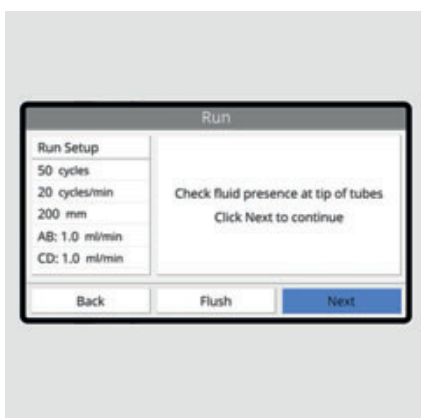 Run
Run Setup
50 cycles
20 cycles/min
200 mm
AB: 1.0 ml/min
CD: 1.0 ml/min
Check fluid presence at tip of tubes
Click Next to continue
Back
Flush
Next